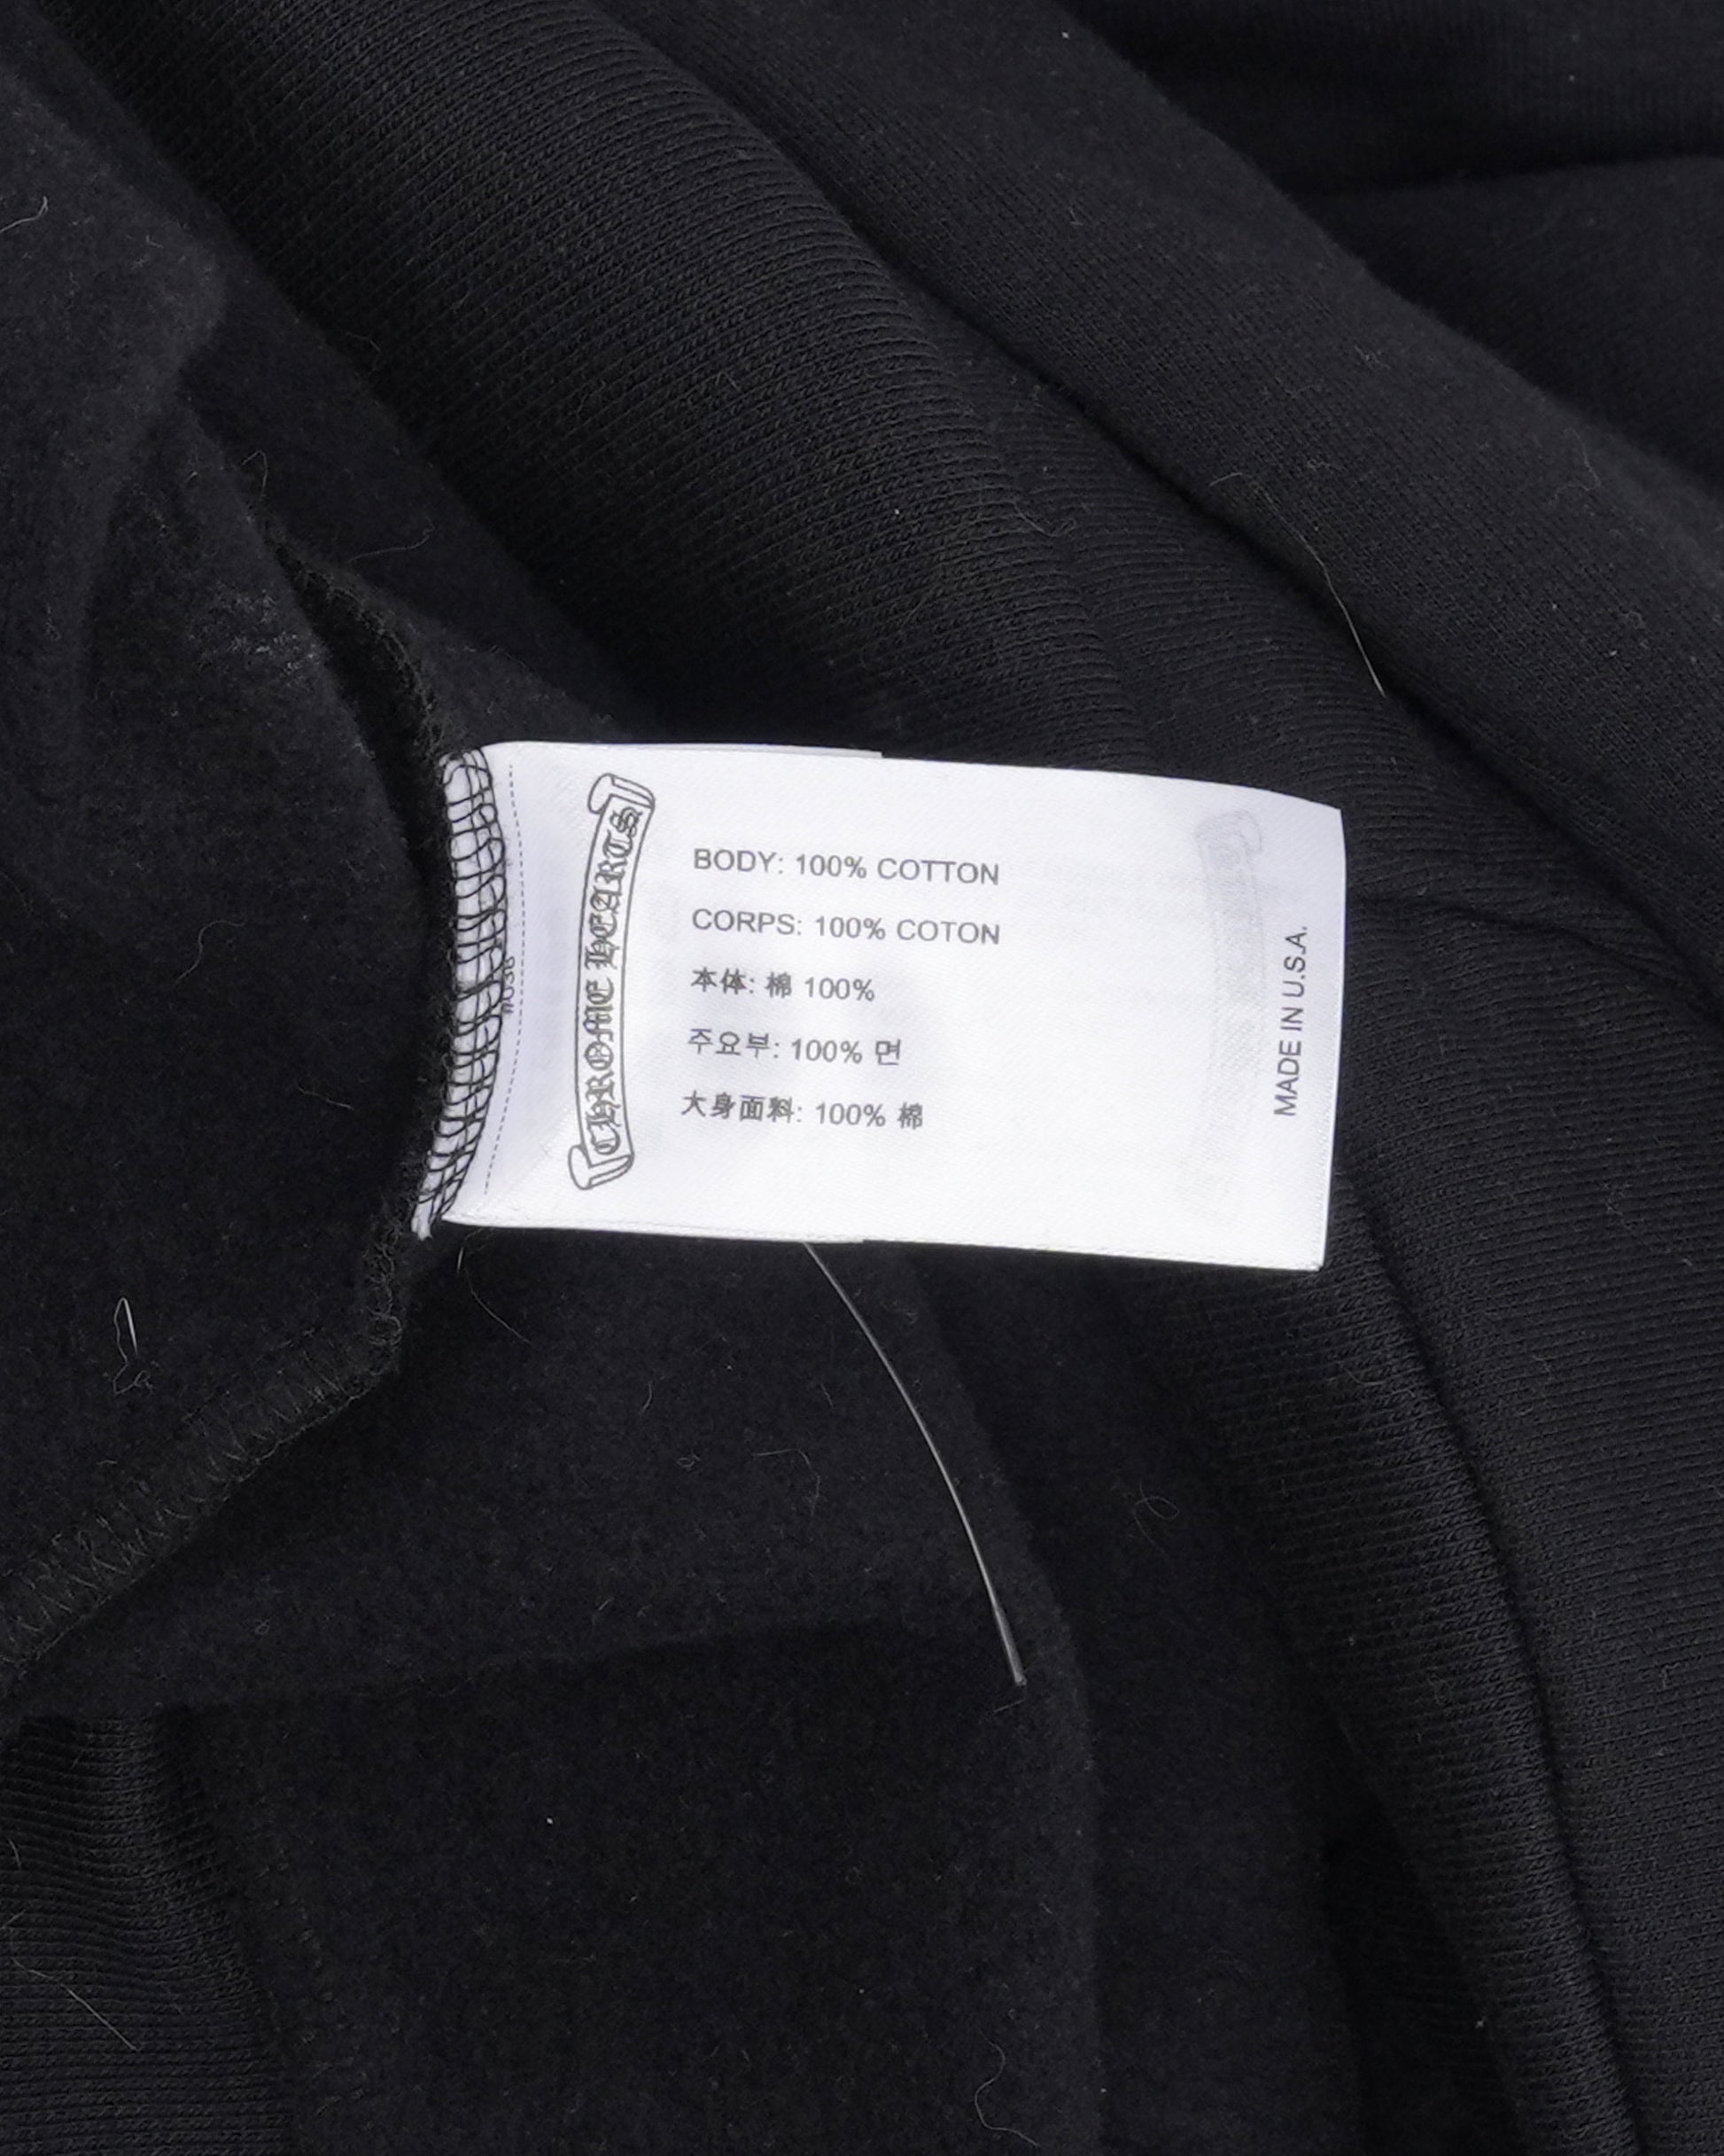 CHROME HEARTS
BODY: 100% COTTON
CORPS: 100% COTON
本体: 棉 100%
주요부: 100% 면
大身面料: 100% 棉
MADE IN U.S.A.